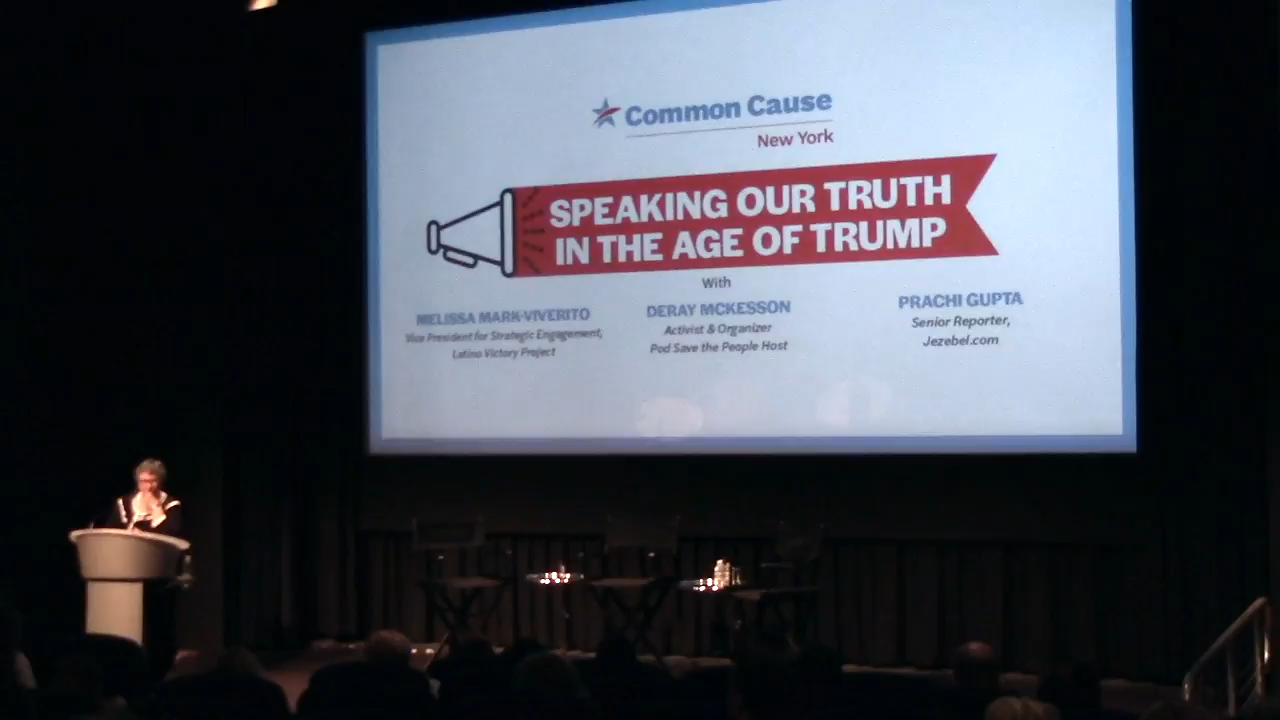 Common Cause
New York
SPEAKING OUR TRUTH
IN THE AGE OF TRUMP
With
MELISSA MARK-VIVERITO
Vice President for Strategic Engagement,
Latino Victory Project
DERAY MCKESSON
Activist & Organizer
Pod Save the People Host
PRACHI GUPTA
Senior Reporter,
Jezebel.com